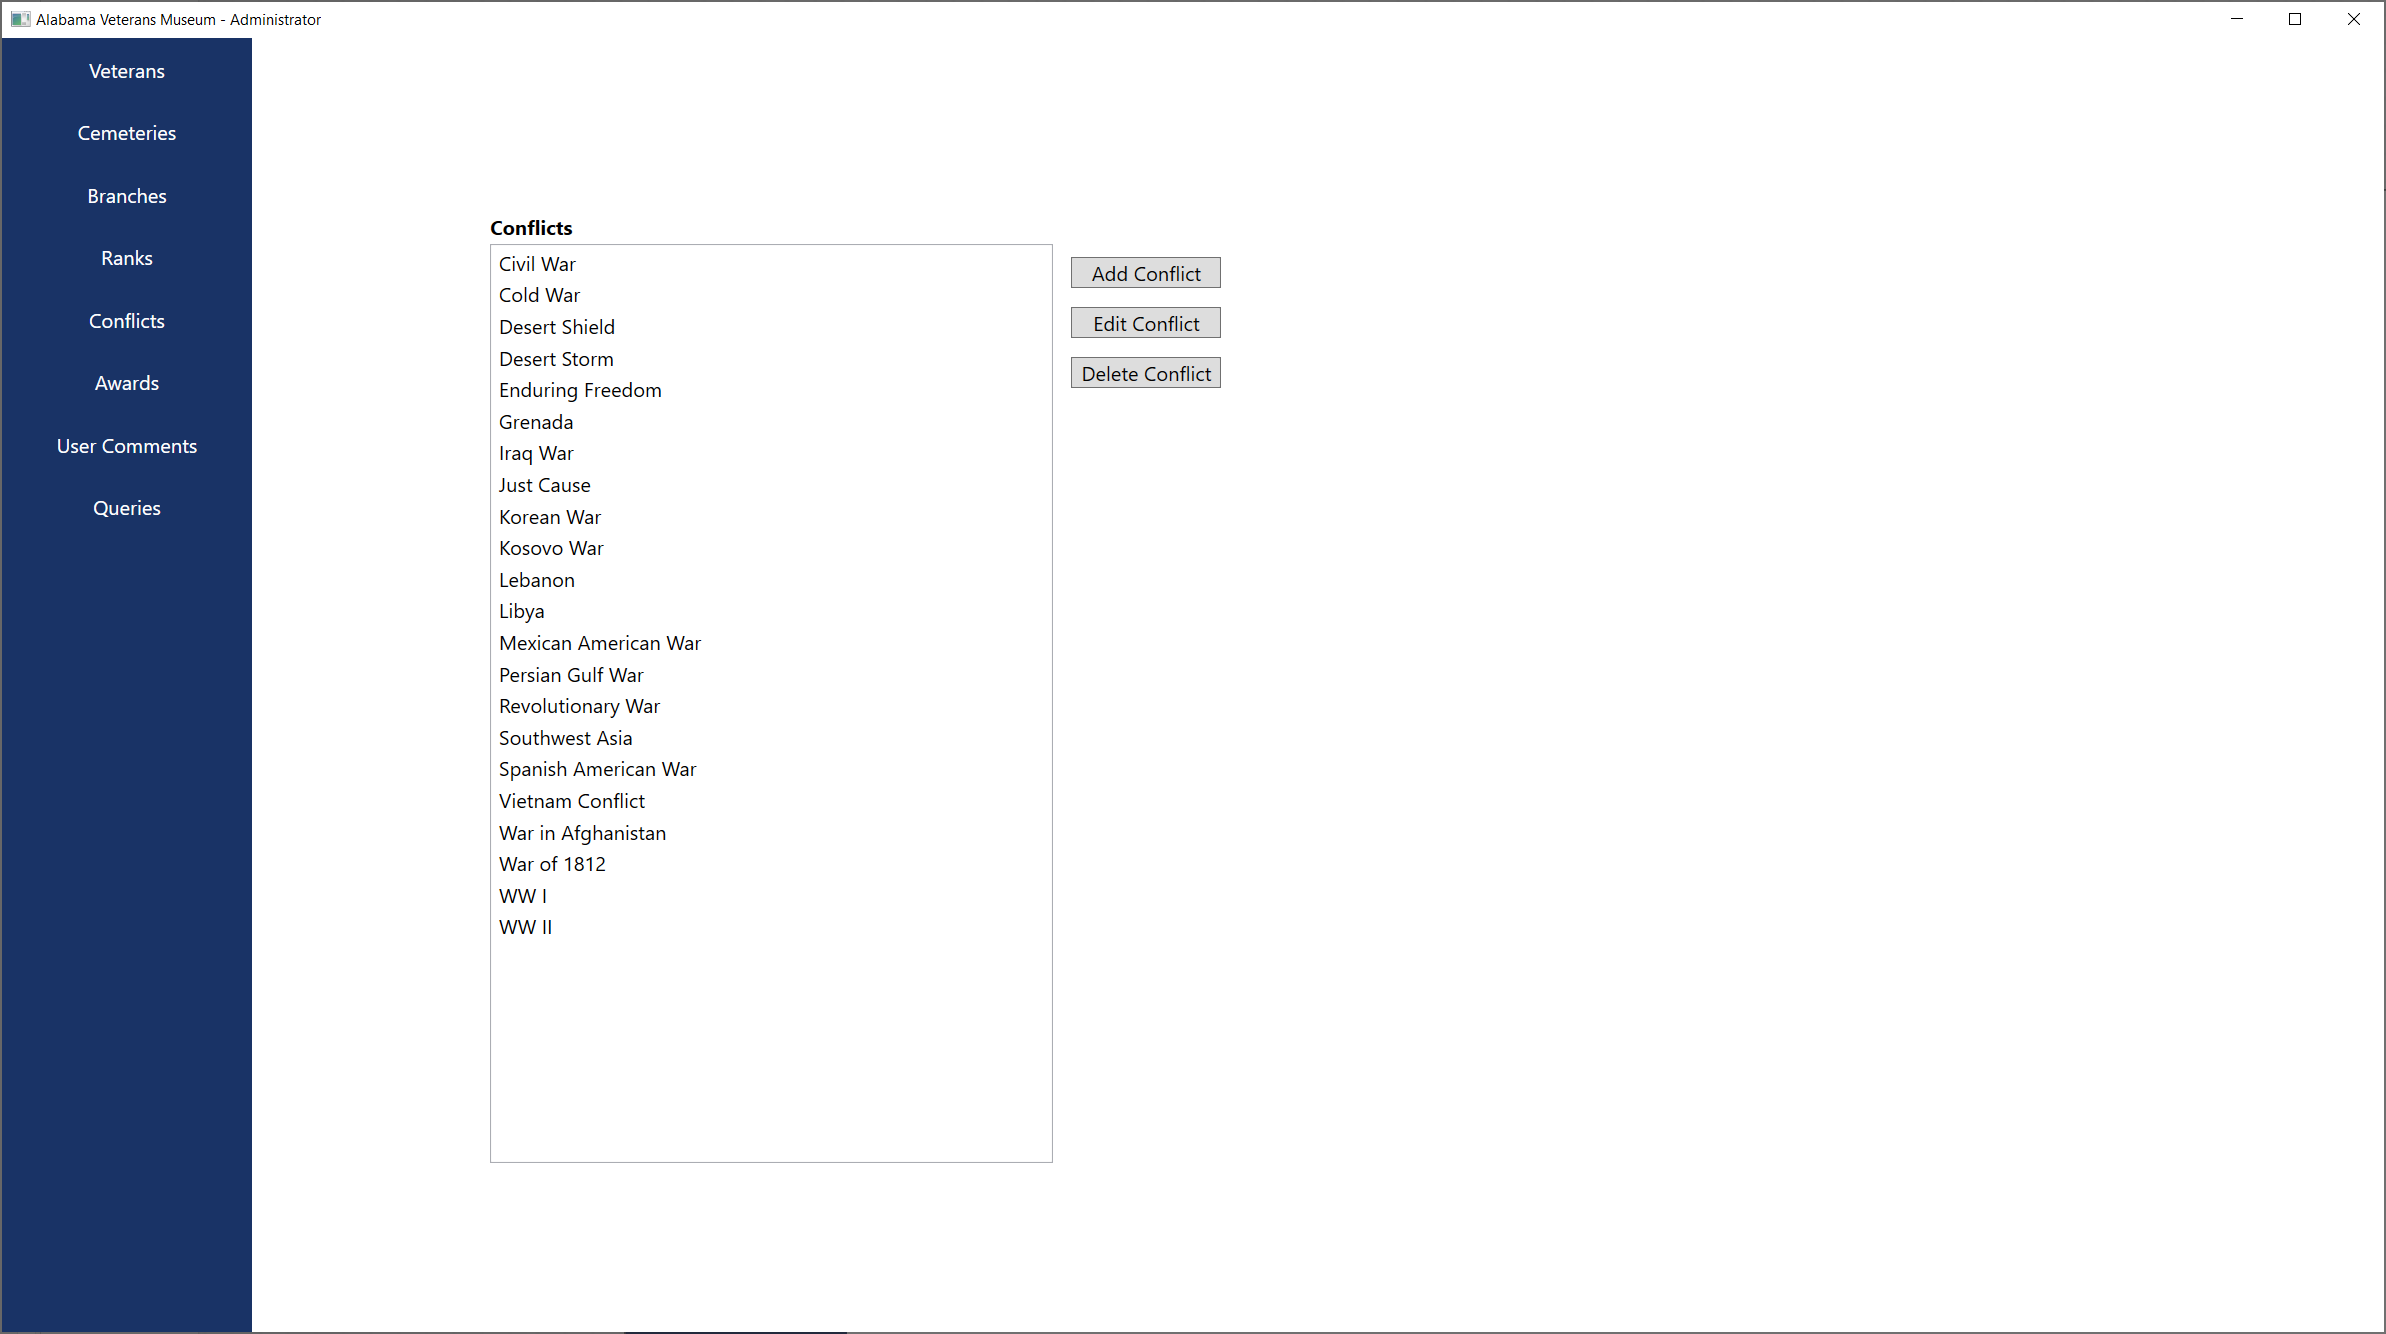 Alabama Veterans Museum - Administrator
Veterans
Cemeteries
Branches
Ranks
Conflicts
Awards
User Comments
Queries
Conflicts
Civil War
Cold War
Desert Shield
Desert Storm
Enduring Freedom
Grenada
Iraq War
Just Cause
Korean War
Kosovo War
Lebanon
Libya
Mexican American War
Persian Gulf War
Revolutionary War
Southwest Asia
Spanish American War
Vietnam Conflict
War in Afghanistan
War of 1812
WW I
WW II
Add Conflict
Edit Conflict
Delete Conflict